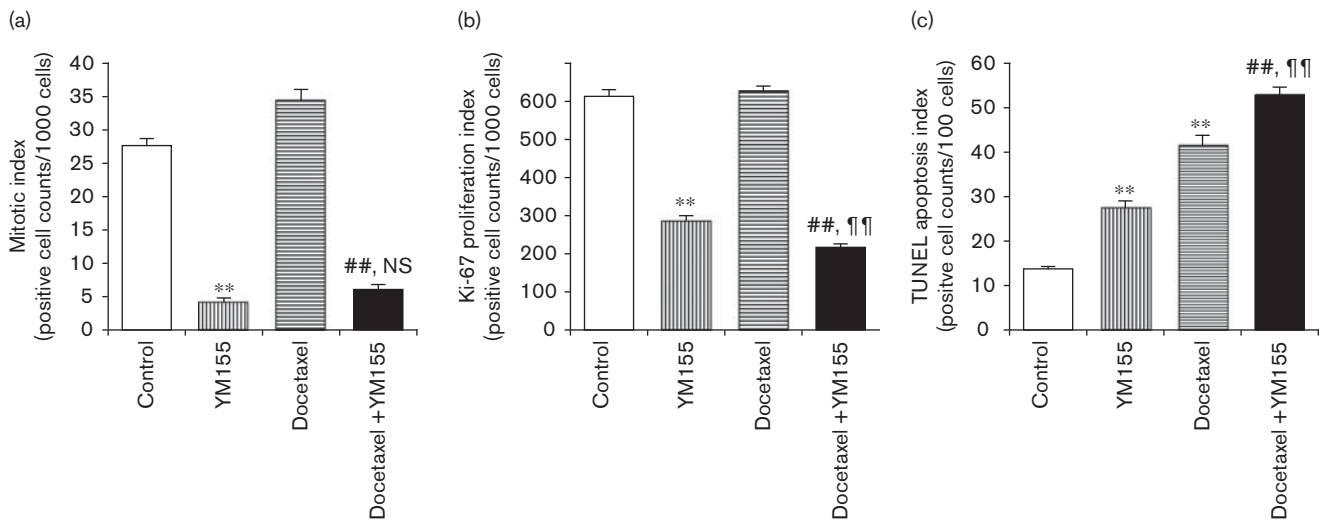 (a)
Mitotic index
(positive cell counts/1000 cells)
40
35
30
25
20
15
10
5
0
**
##, NS
Control
YM155
Docetaxel
Docetaxel + YM155
(b)
Ki-67 proliferation index
(positive cell counts/1000 cells)
600
500
400
300
200
100
0
**
##, ¶¶
Control
YM155
Docetaxel
Docetaxel + YM155
(c)
TUNEL apoptosis index
(positve cell counts/100 cells)
60
50
40
30
20
10
0
**
**
##, ¶¶
Control
YM155
Docetaxel
Docetaxel + YM155